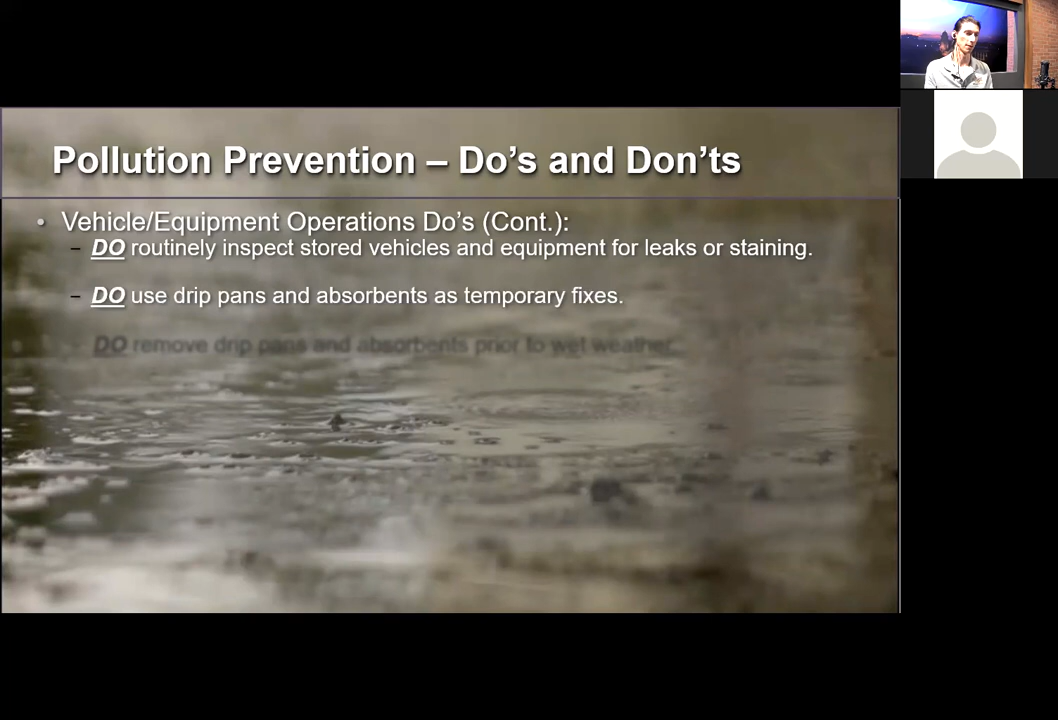 Pollution Prevention – Do's and Don'ts
• Vehicle/Equipment Operations Do's (Cont.):
– DO routinely inspect stored vehicles and equipment for leaks or staining.
– DO use drip pans and absorbents as temporary fixes.
DO remove drip pans and absorbents prior to wet weather.